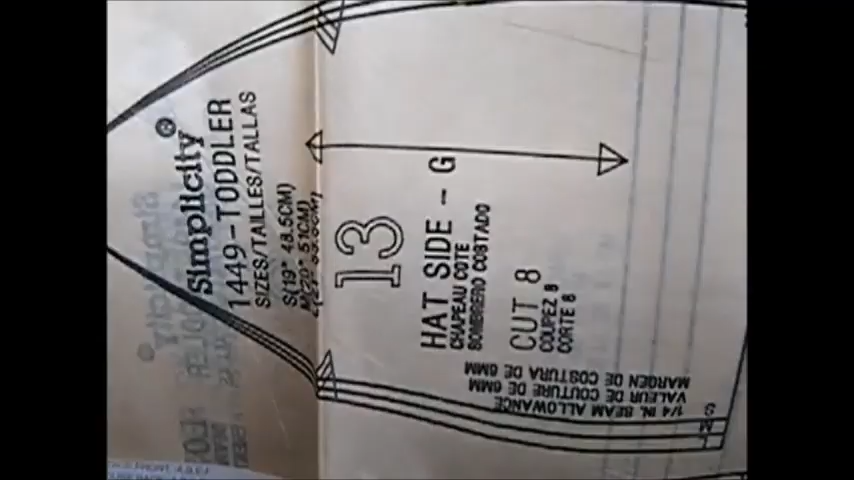 Simplicity®
1449-TODDLER
SIZES/TAILLES/TALLAS
S(19" 48.5CM)
M(20" 51CM)
13
HAT SIDE - G
CHAPEAU COTE
SOMBRERO COSTADO
CUT 8
COUPEZ 8
CORTE 8
1/4 IN. SEAM ALLOWANCE
VALEUR DE COUTURE DE 6MM
MARGEN DE COSTURA DE 6MM
S
M
L